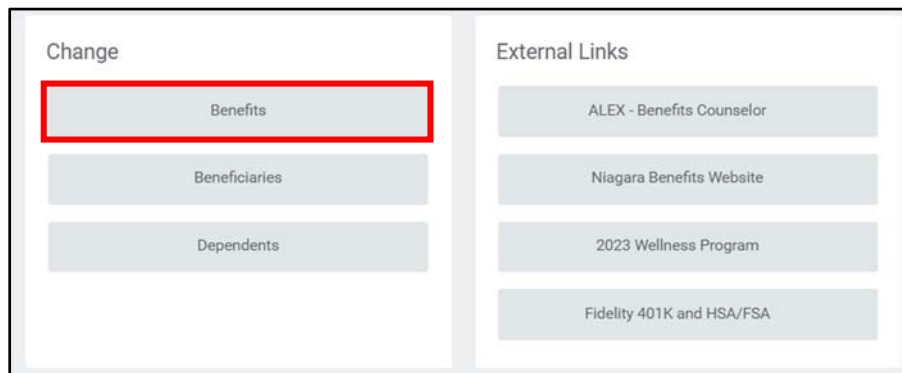 Change
Benefits
Beneficiaries
Dependents
External Links
ALEX - Benefits Counselor
Niagara Benefits Website
2023 Wellness Program
Fidelity 401K and HSA/FSA